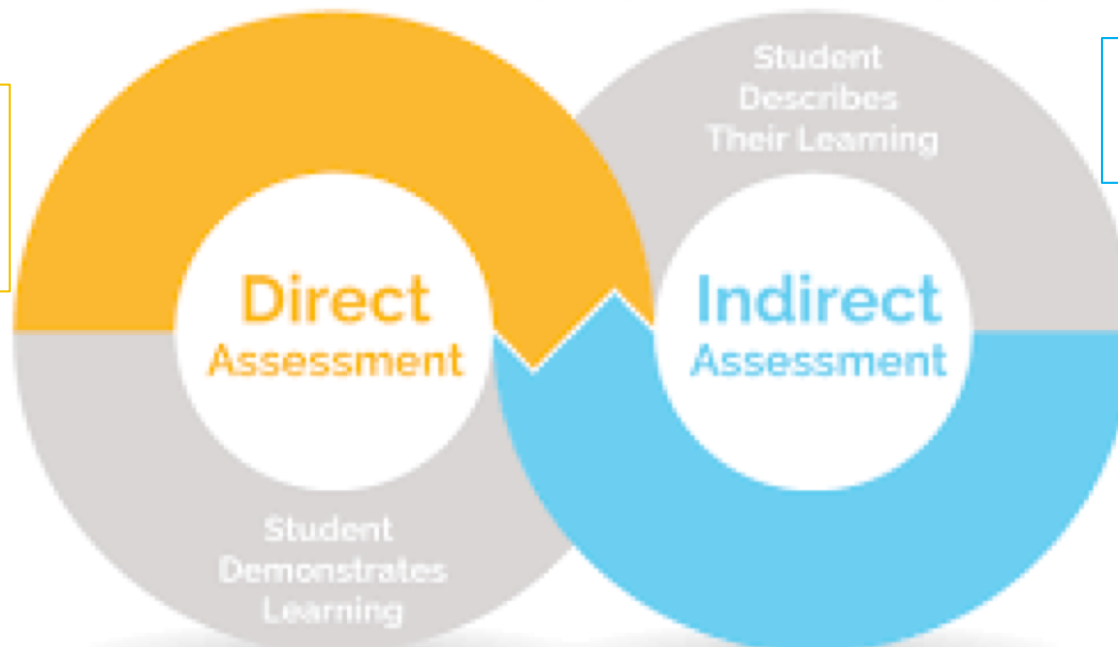 Direct
Assessment
Student
Demonstrates
Learning
Student
Describes
Their Learning
Indirect
Assessment